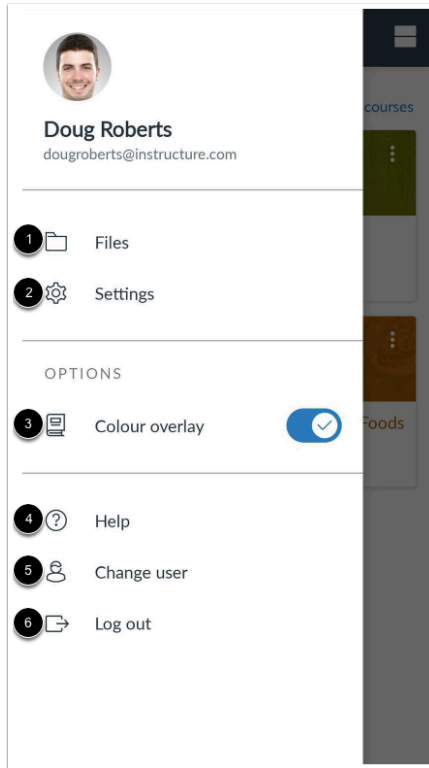 Doug Roberts
dougroberts@instructure.com
courses
1 Files
2 Settings
OPTIONS
3 Colour overlay
Foods
4 ? Help
5 Change user
6 Log out